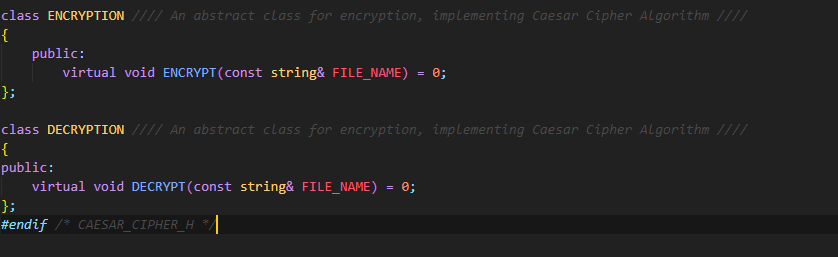 class ENCRYPTION //// An abstract class for encryption, implementing Caesar Cipher Algorithm ////
{
public:
virtual void ENCRYPT(const string& FILE_NAME) = 0;
};
class DECRYPTION //// An abstract class for encryption, implementing Caesar Cipher Algorithm ////
{
public:
virtual void DECRYPT(const string& FILE_NAME) = 0;
};
#endif /* CAESAR_CIPHER_H */